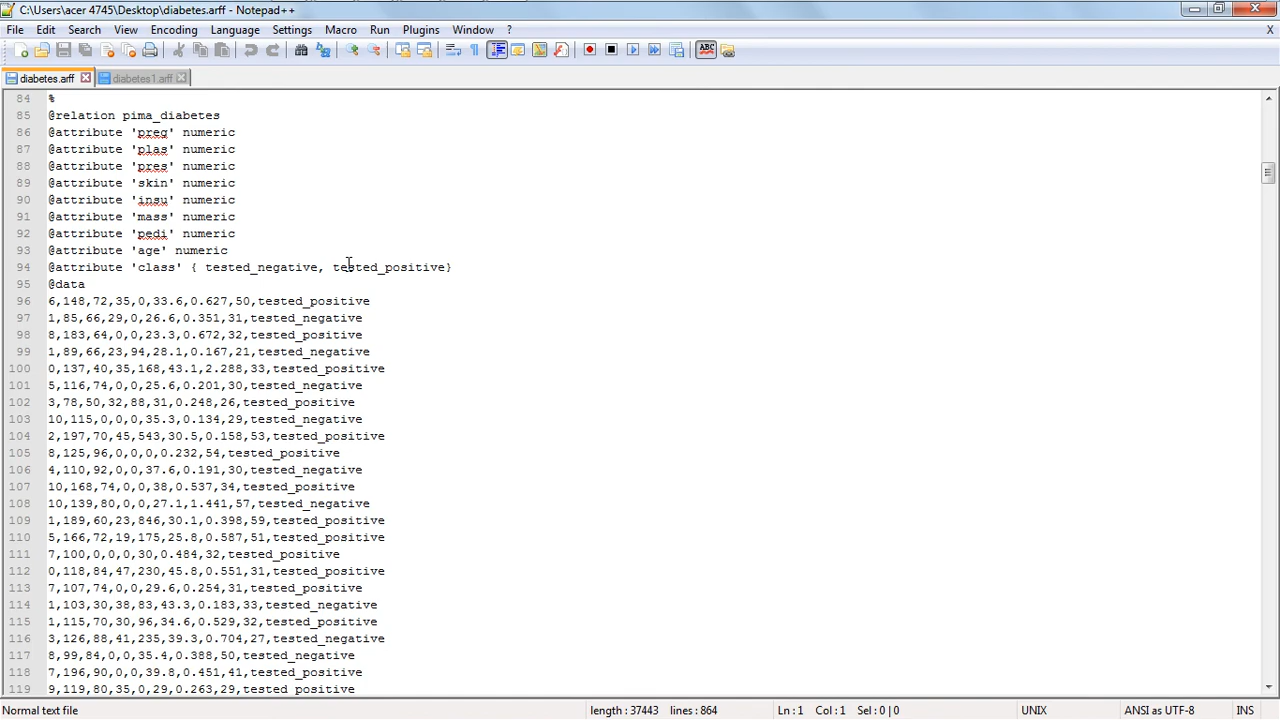 C:\Users\acer 4745\Desktop\diabetes.arff - Notepad++
File Edit Search View Encoding Language Settings Macro Run Plugins Window ? X
ABC
diabetes.arff diabetes1.arff
84 %
85 @relation pima_diabetes
86 @attribute 'preg' numeric
87 @attribute 'plas' numeric
88 @attribute 'pres' numeric
89 @attribute 'skin' numeric
90 @attribute 'insu' numeric
91 @attribute 'mass' numeric
92 @attribute 'pedi' numeric
93 @attribute 'age' numeric
94 @attribute 'class' { tested_negative, tested_positive}
95 @data
96 6,148,72,35,0,33.6,0.627,50,tested_positive
97 1,85,66,29,0,26.6,0.351,31,tested_negative
98 8,183,64,0,0,23.3,0.672,32,tested_positive
99 1,89,66,23,94,28.1,0.167,21,tested_negative
100 0,137,40,35,168,43.1,2.288,33,tested_positive
101 5,116,74,0,0,25.6,0.201,30,tested_negative
102 3,78,50,32,88,31,0.248,26,tested_positive
103 10,115,0,0,0,35.3,0.134,29,tested_negative
104 2,197,70,45,543,30.5,0.158,53,tested_positive
105 8,125,96,0,0,0,0.232,54,tested_positive
106 4,110,92,0,0,37.6,0.191,30,tested_negative
107 10,168,74,0,0,38,0.537,34,tested_positive
108 10,139,80,0,0,27.1,1.441,57,tested_negative
109 1,189,60,23,846,30.1,0.398,59,tested_positive
110 5,166,72,19,175,25.8,0.587,51,tested_positive
111 7,100,0,0,0,30,0.484,32,tested_positive
112 0,118,84,47,230,45.8,0.551,31,tested_positive
113 7,107,74,0,0,29.6,0.254,31,tested_positive
114 1,103,30,38,83,43.3,0.183,33,tested_negative
115 1,115,70,30,96,34.6,0.529,32,tested_positive
116 3,126,88,41,235,39.3,0.704,27,tested_negative
117 8,99,84,0,0,35.4,0.388,50,tested_negative
118 7,196,90,0,0,39.8,0.451,41,tested_positive
119 9,119,80,35,0,29,0.263,29,tested_positive
Normal text file length : 37443 lines : 864 Ln : 1 Col : 1 Sel : 0 | 0 UNIX ANSI as UTF-8 INS